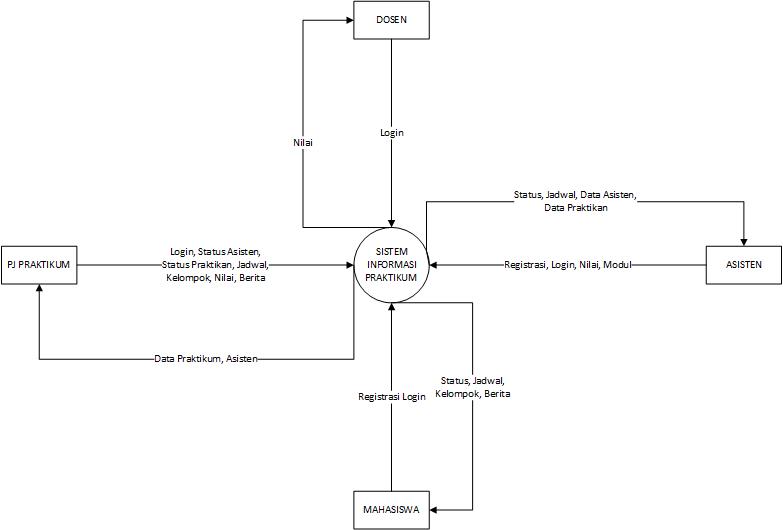 DOSEN
Nilai
Login
Status, Jadwal, Data Asisten,
Data Praktikan
PJ PRAKTIKUM
Login, Status Asisten,
Status Praktikan, Jadwal,
Kelompok, Nilai, Berita
SISTEM
INFORMASI
PRAKTIKUM
Registrasi, Login, Nilai, Modul
ASISTEN
Data Praktikum, Asisten
Registrasi Login
Status, Jadwal,
Kelompok, Berita
MAHASISWA